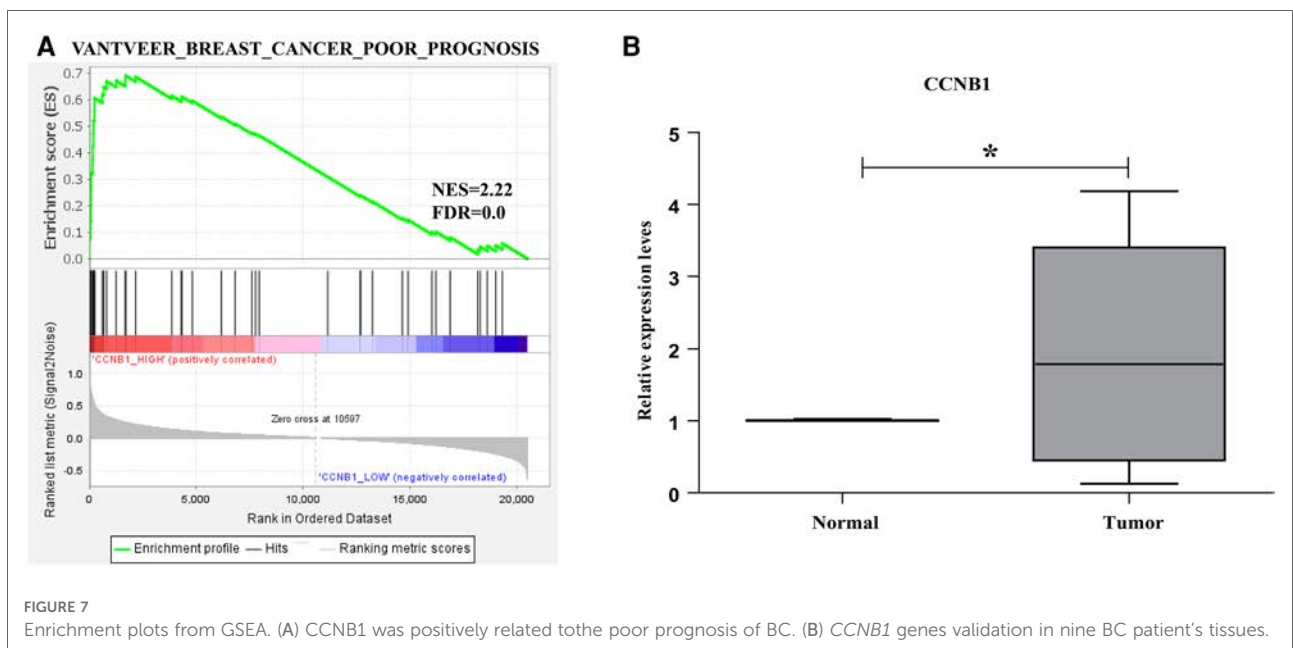 A VANTVEER_BREAST_CANCER_POOR_PROGNOSIS
Enrichment score (ES)
0.7
0.6
0.5
0.4
0.3
0.2
0.1
0.0
NES=2.22
FDR=0.0
'CCNB1_HIGH' (positively correlated)
Ranked list metric (Signal2Noise)
1.0
0.5
0.0
-0.5
Zero cross at 10597
'CCNB1_LOW' (negatively correlated)
0 5,000 10,000 15,000 20,000
Rank in Ordered Dataset
Enrichment profile Hits Ranking metric scores
B
CCNB1
Relative expression leves
5
4
3
2
1
0
*
Normal Tumor
FIGURE 7
Enrichment plots from GSEA. (A) CCNB1 was positively related tothe poor prognosis of BC. (B) CCNB1 genes validation in nine BC patient's tissues.